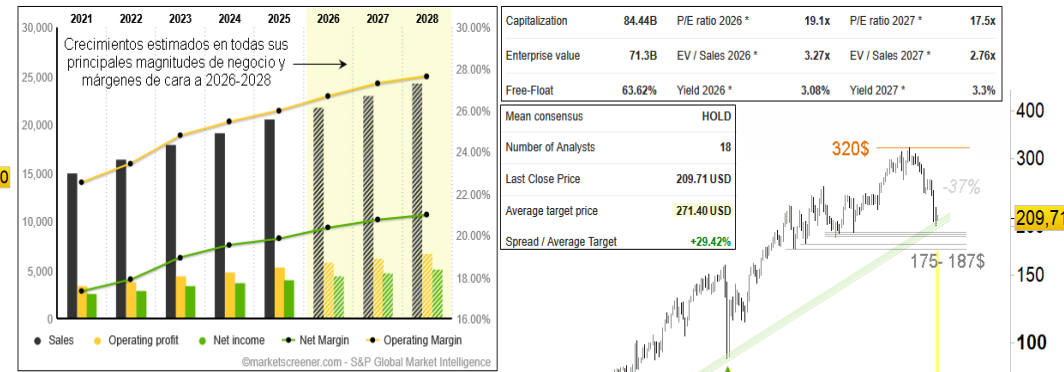 2021 2022 2023 2024 2025 2026 2027 2028
30,000 30.00%
Crecimientos estimados en todas sus
principales magnitudes de negocio y
márgenes de cara a 2026-2028
25,000 28.00%
26.00%
20,000
24.00%
15,000
22.00%
10,000
20.00%
5,000
18.00%
0 16.00%
Sales Operating profit Net income Net Margin Operating Margin
©marketscreener.com - S&P Global Market Intelligence
0
Capitalization 84.44B P/E ratio 2026 * 19.1x P/E ratio 2027 * 17.5x
Enterprise value 71.3B EV / Sales 2026 * 3.27x EV / Sales 2027 * 2.76x
Free-Float 63.62% Yield 2026 * 3.08% Yield 2027 * 3.3%
Mean consensus HOLD
Number of Analysts 18
Last Close Price 209.71 USD
Average target price 271.40 USD
Spread / Average Target +29.42%
320$
-37%
175- 187$
400
300
209,71
150
100